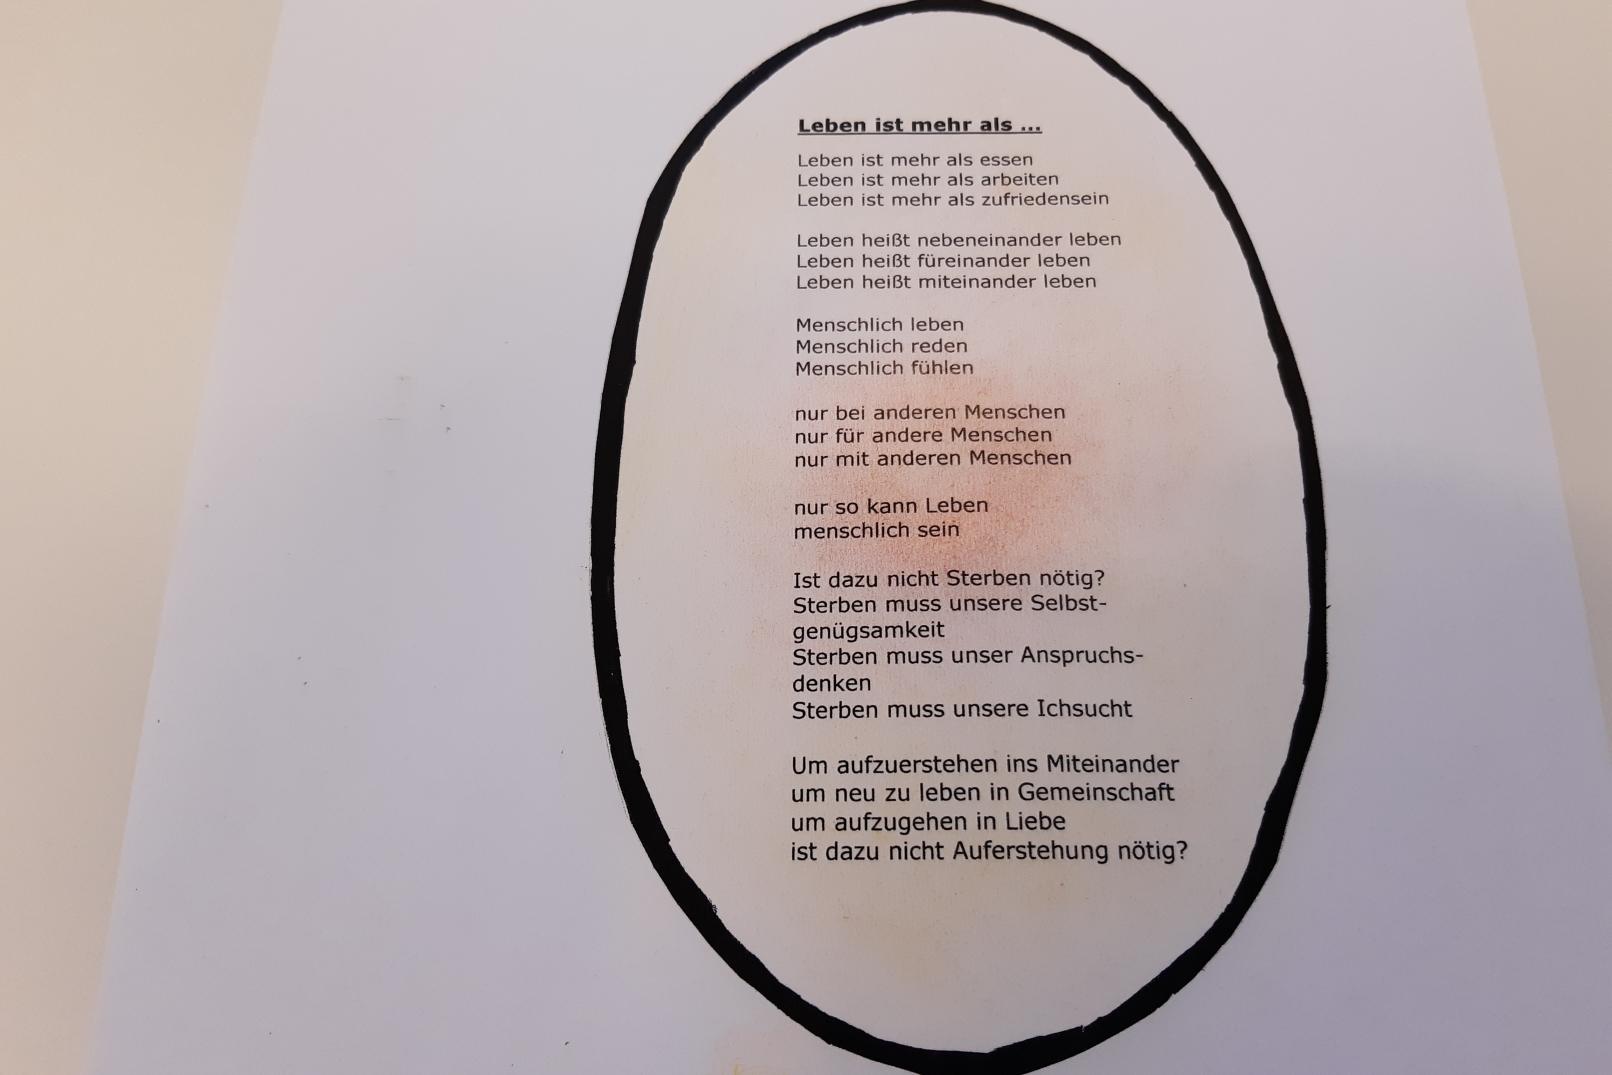 Leben ist mehr als ...
Leben ist mehr als essen
Leben ist mehr als arbeiten
Leben ist mehr als zufriedensein
Leben heißt nebeneinander leben
Leben heißt füreinander leben
Leben heißt miteinander leben
Menschlich leben
Menschlich reden
Menschlich fühlen
nur bei anderen Menschen
nur für andere Menschen
nur mit anderen Menschen
nur so kann Leben
menschlich sein
Ist dazu nicht Sterben nötig?
Sterben muss unsere Selbst-
genügsamkeit
Sterben muss unser Anspruchs-
denken
Sterben muss unsere Ichsucht
Um aufzuerstehen ins Miteinander
um neu zu leben in Gemeinschaft
um aufzugehen in Liebe
ist dazu nicht Auferstehung nötig?